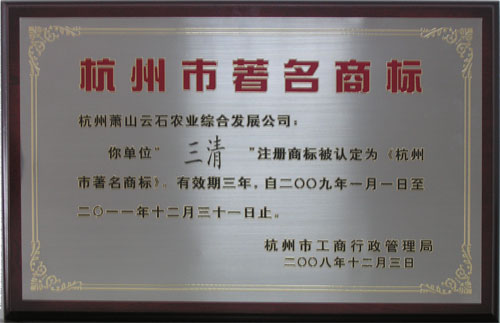 杭州市著名商标
杭州萧山云石农业综合发展公司：
你单位“三清”注册商标被认定为《杭州
市著名商标》。有效期三年，自二〇〇九年一月一日至
二〇一一年十二月三十一日止。
杭州市工商行政管理局
二〇〇八年十二月三日